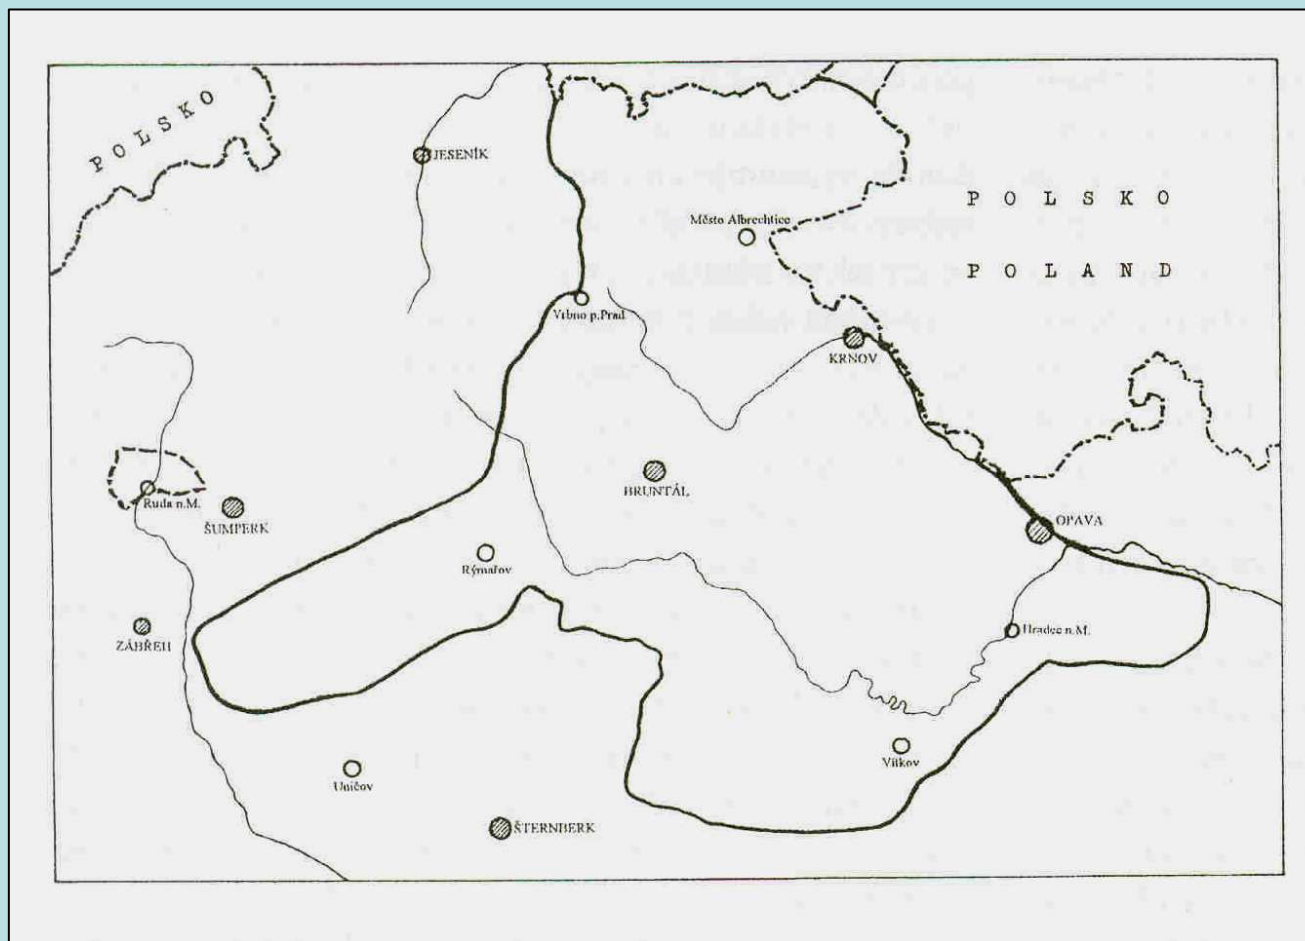 POLSKO
JESENÍK
POLSKO
Město Albrechtice
POLAND
Vrbno p.Prad.
KRNOV
BRUNTÁL
Ruda n.M.
ŠUMPERK
OPAVA
Rýmařov
Hradec n.M.
ZÁBŘEH
Vítkov
Uničov
ŠTERNBERK